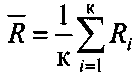 R̅ = 1/к ∑_{i=1}^{к} R_i